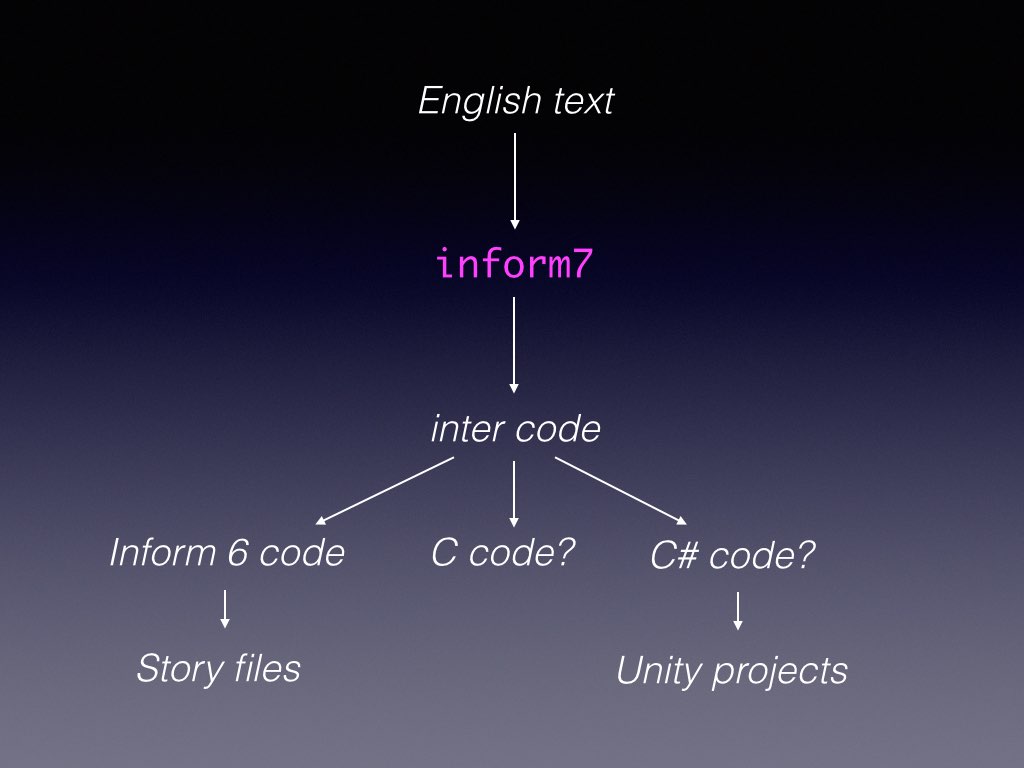 English text
inform7
inter code
Inform 6 code
C code?
C# code?
Story files
Unity projects